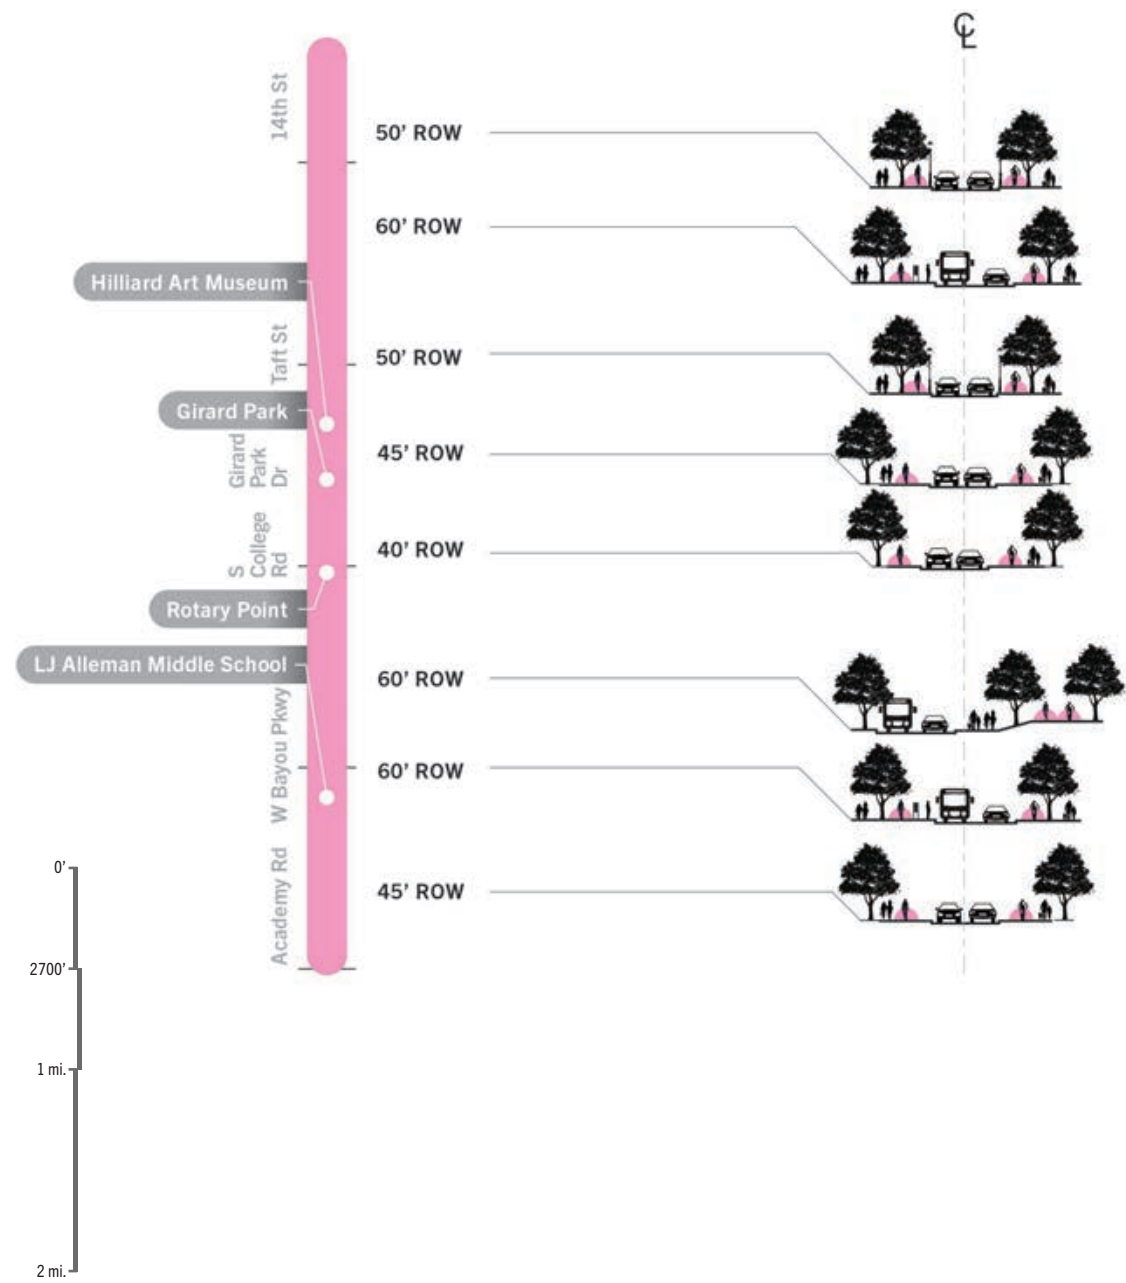 ℄
14th St
50’ ROW
60’ ROW
Hilliard Art Museum
Taft St
50’ ROW
Girard Park
Girard
Park
Dr
45’ ROW
S
College
Rd
40’ ROW
Rotary Point
LJ Alleman Middle School
60’ ROW
W Bayou Pkwy
60’ ROW
Academy Rd
45’ ROW
0’
2700’
1 mi.
2 mi.